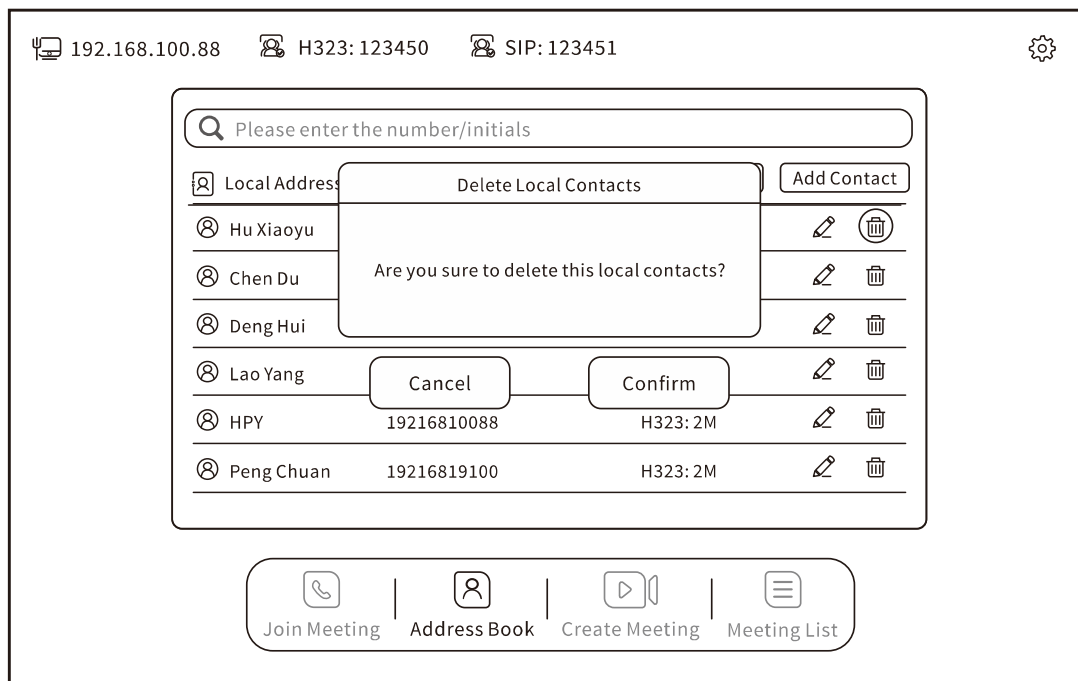 192.168.100.88 H323: 123450 SIP: 123451
Please enter the number/initials
Local Address Add Contact
Delete Local Contacts
Hu Xiaoyu
Are you sure to delete this local contacts?
Chen Du
Deng Hui
Lao Yang
Cancel Confirm
HPY 19216810088 H323: 2M
Peng Chuan 19216819100 H323: 2M
Join Meeting Address Book Create Meeting Meeting List